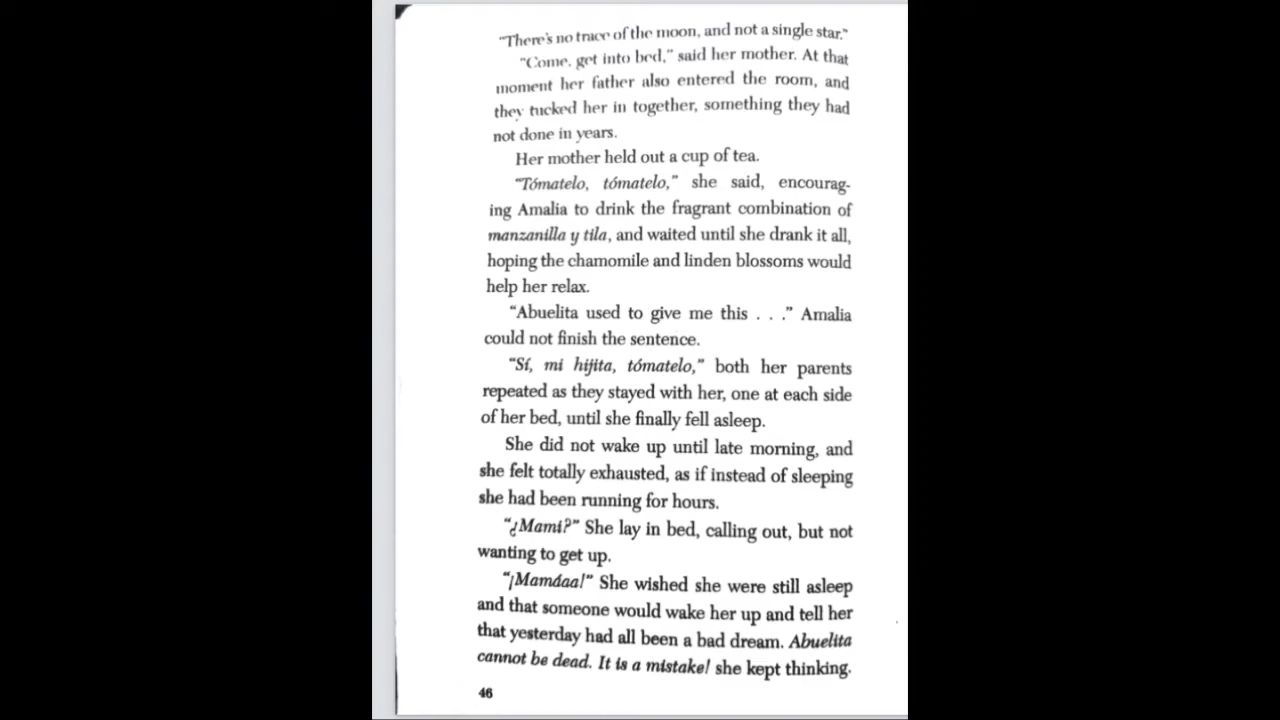 "There's no trace of the moon, and not a single star."
"Come, get into bed," said her mother. At that
moment her father also entered the room, and
they tucked her in together, something they had
not done in years.
Her mother held out a cup of tea.
"Tómatelo, tómatelo," she said, encourag-
ing Amalia to drink the fragrant combination of
manzanilla y tila, and waited until she drank it all,
hoping the chamomile and linden blossoms would
help her relax.
"Abuelita used to give me this . . ." Amalia
could not finish the sentence.
"Sí, mi hijita, tómatelo," both her parents
repeated as they stayed with her, one at each side
of her bed, until she finally fell asleep.
She did not wake up until late morning, and
she felt totally exhausted, as if instead of sleeping
she had been running for hours.
"¿Mami?" She lay in bed, calling out, but not
wanting to get up.
"¡Mamáaa!" She wished she were still asleep
and that someone would wake her up and tell her
that yesterday had all been a bad dream. Abuelita
cannot be dead. It is a mistake! she kept thinking.
46